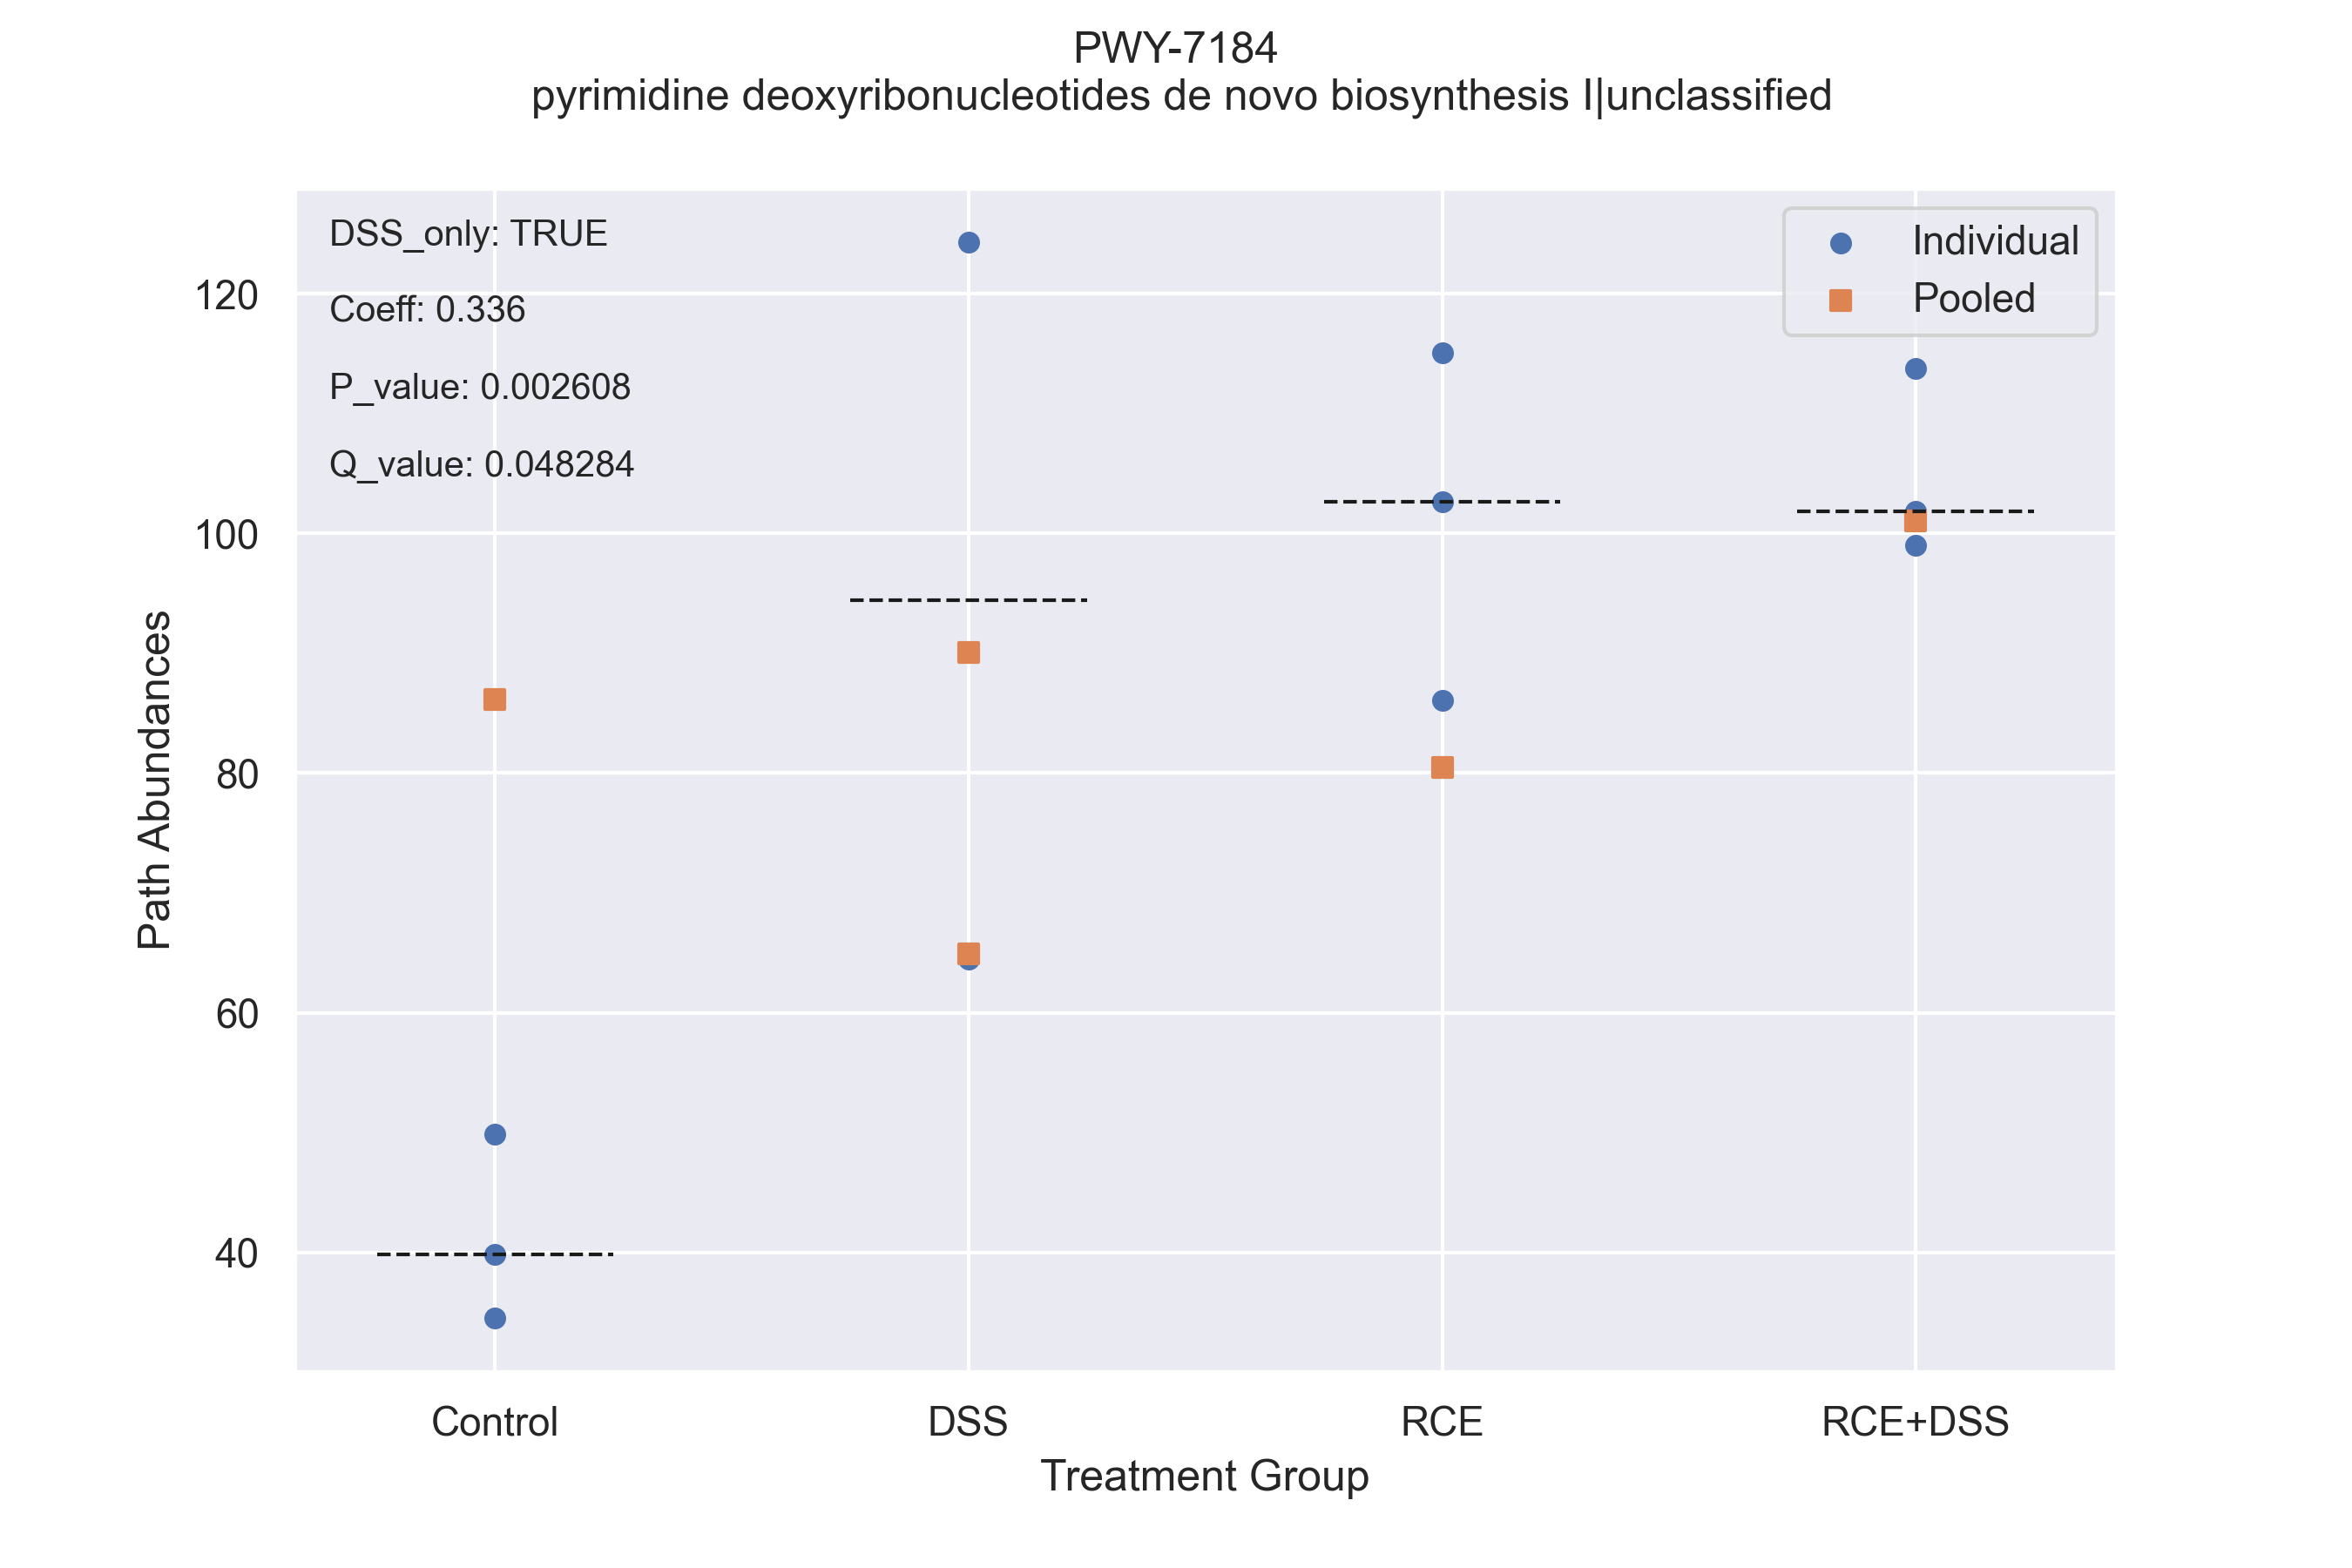 PWY-7184
pyrimidine deoxyribonucleotides de novo biosynthesis I|unclassified
DSS_only: TRUE
Coeff: 0.336
P_value: 0.002608
Q_value: 0.048284
Individual
Pooled
120
100
80
60
40
Path Abundances
Control
DSS
RCE
RCE+DSS
Treatment Group